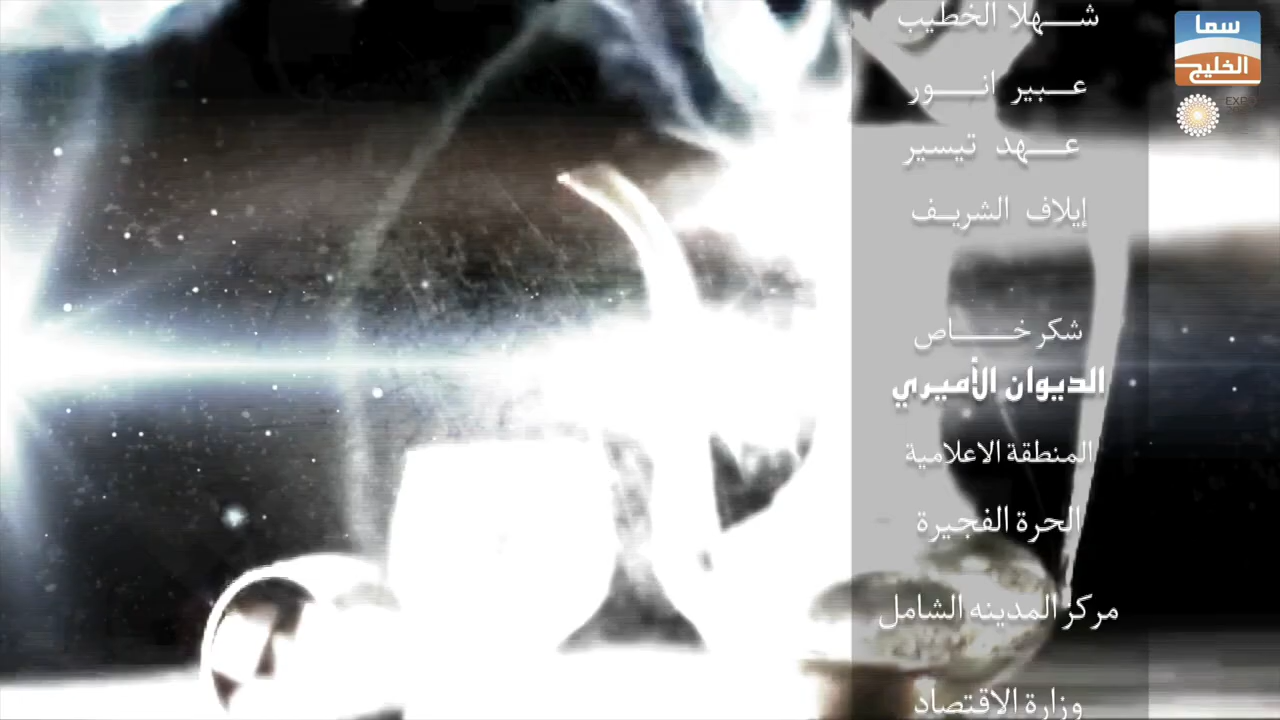 سما
الخليج
EXPO
شهلا الخطيب
عبير انور
عهد تيسير
إيلاف الشريف
شكر خاص
الديوان الأميري
المنطقة الاعلامية
الحرة الفجيرة
مركز المدينه الشامل
وزارة الاقتصاد